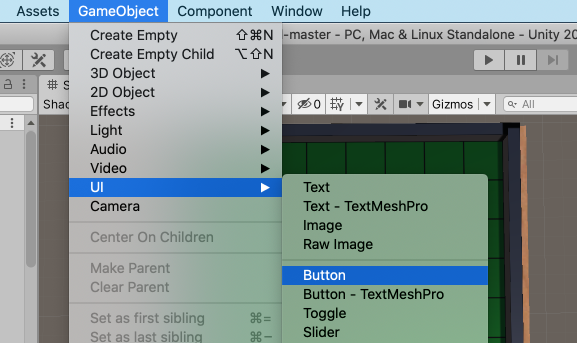 Assets GameObject Component Window Help
-master - PC, Mac & Linux Standalone - Unity 20
Create Empty ⇧⌘N
Create Empty Child ⌥⇧N
3D Object
2D Object
Effects
Light
Audio
Video
UI
Camera
Center On Children
Make Parent
Clear Parent
Set as first sibling ⌘=
Set as last sibling ⌘−
Text
Text - TextMeshPro
Image
Raw Image
Button
Button - TextMeshPro
Toggle
Slider
# S
Sha
0
Gizmos
All